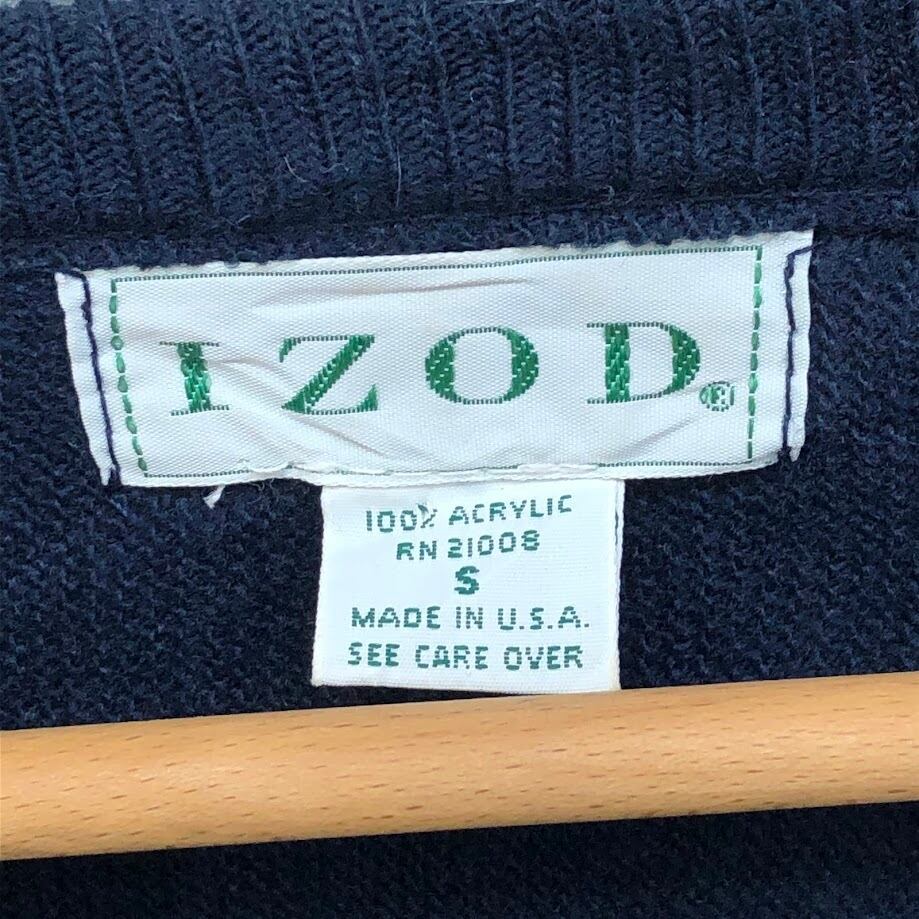 IZOD®
100% ACRYLIC
RN 21008
S
MADE IN U.S.A.
SEE CARE OVER